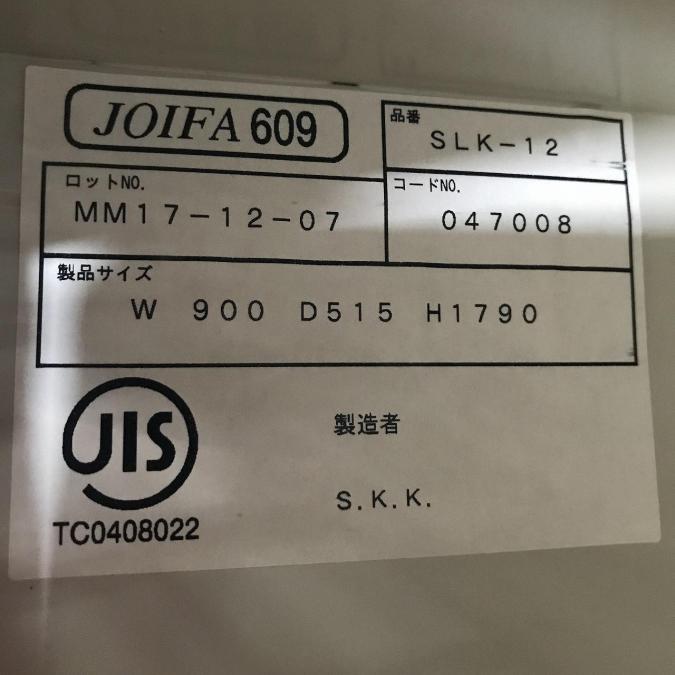 JOIFA 609
品番
SLK-12
ロットNO.
MM17-12-07
コードNO.
047008
製品サイズ
W 900 D515 H1790
JIS
TC0408022
製造者
S.K.K.